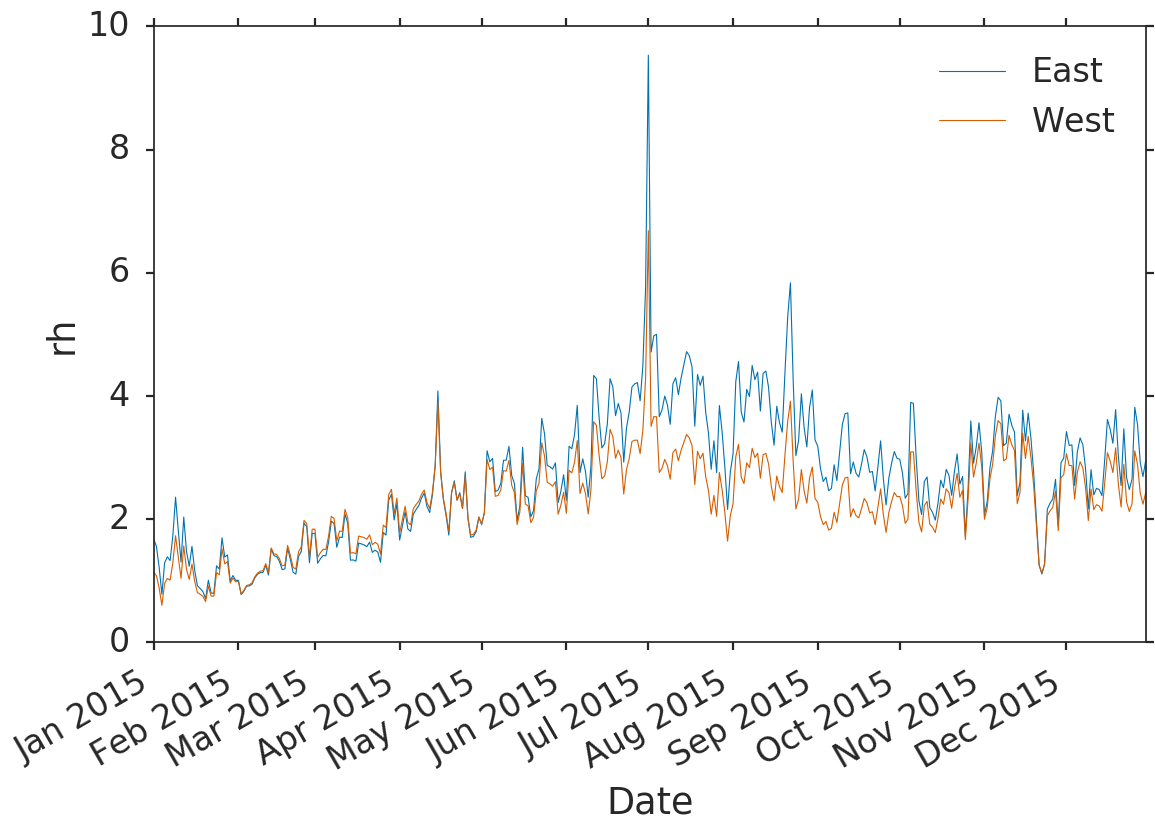 10
8
6
4
2
0
rh
East
West
Jan 2015
Feb 2015
Mar 2015
Apr 2015
May 2015
Jun 2015
Jul 2015
Aug 2015
Sep 2015
Oct 2015
Nov 2015
Dec 2015
Date